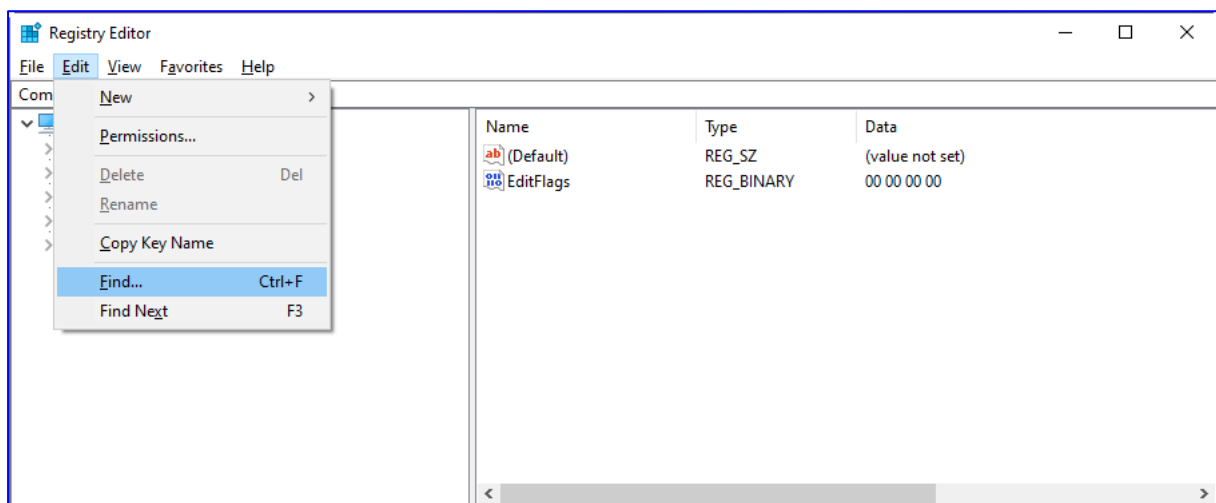 Registry Editor
File Edit View Favorites Help
Com
New
Permissions...
Delete Del
Rename
Copy Key Name
Find... Ctrl+F
Find Next F3
Name Type Data
ab (Default) REG_SZ (value not set)
EditFlags REG_BINARY 00 00 00 00